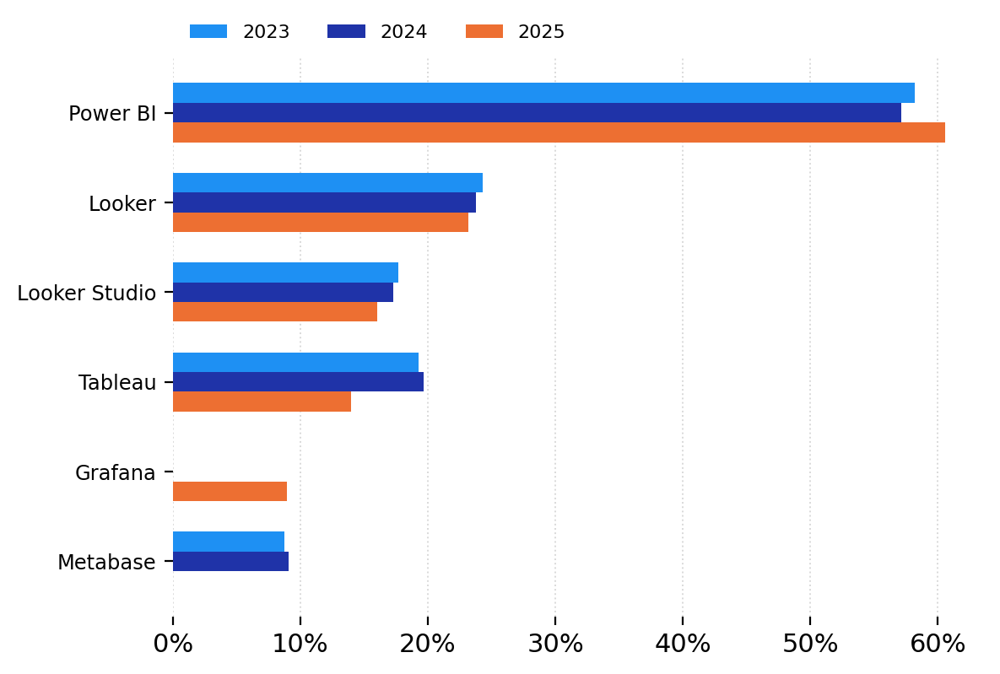 2023 2024 2025
Power BI
Looker
Looker Studio
Tableau
Grafana
Metabase
0% 10% 20% 30% 40% 50% 60%